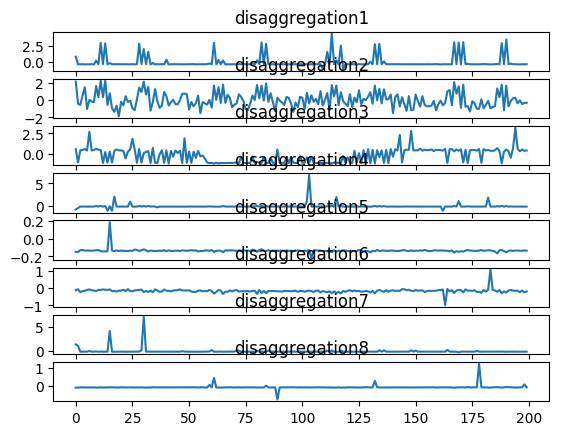 disaggregation1
2.5
0.0
disaggregation2
2
0
−2
disaggregation3
2.5
0.0
disaggregation4
5
0
disaggregation5
0.2
0.0
−0.2
disaggregation6
1
0
−1
disaggregation7
5
0
disaggregation8
1
0
0 25 50 75 100 125 150 175 200